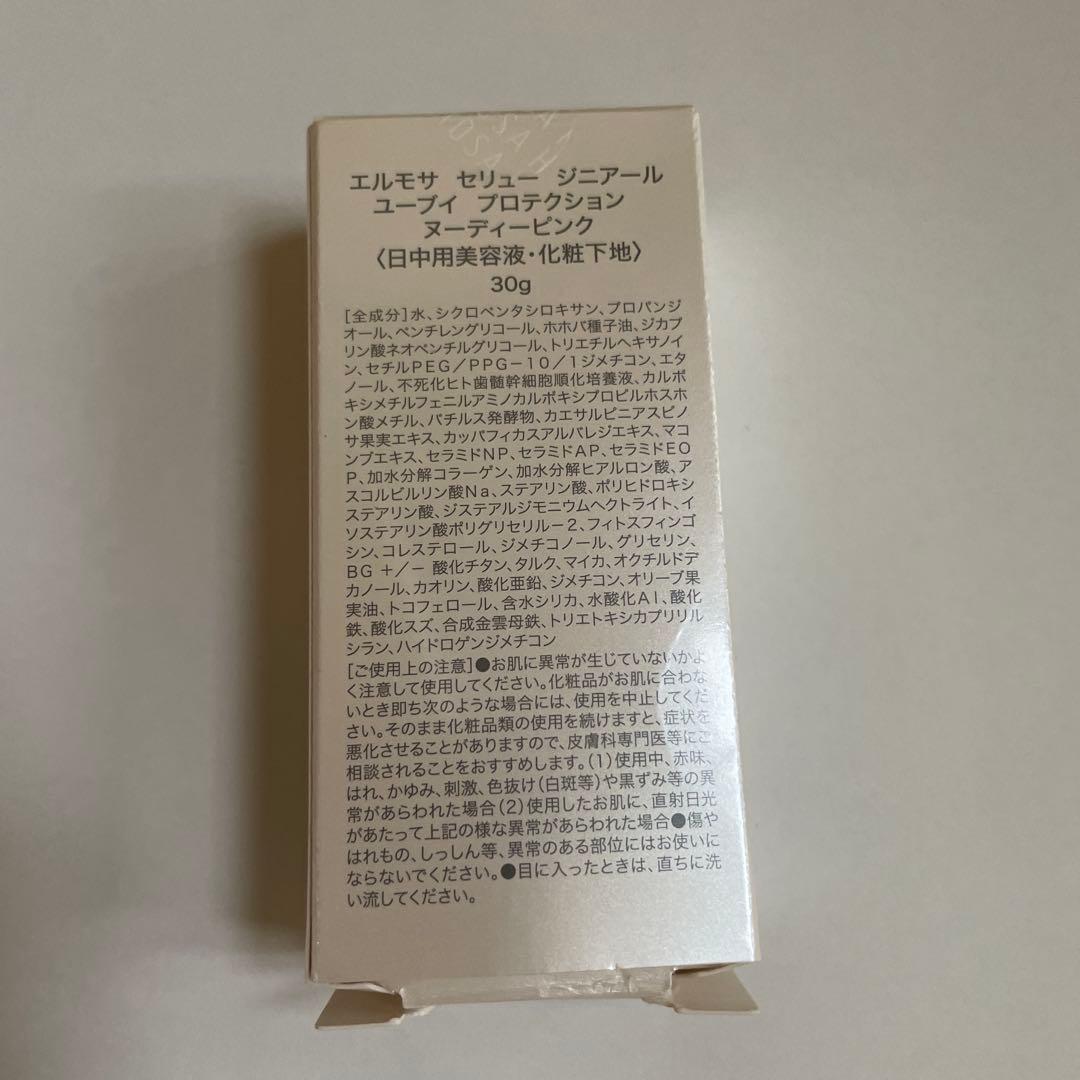 エルモサ セリュー ジニアール
ユーブイ プロテクション
ヌーディーピンク
〈日中用美容液・化粧下地〉
30g
[全成分]水、シクロペンタシロキサン、プロパンジ
オール、ペンチレングリコール、ホホバ種子油、ジカプ
リン酸ネオペンチルグリコール、トリエチルヘキサノイ
ン、セチルPEG/PPG-10/1ジメチコン、エタ
ノール、不死化ヒト歯髄幹細胞順化培養液、カルボ
キシメチルフェニルアミノカルボキシプロピルホスホ
ン酸メチル、バチルス発酵物、カエサルピニアスピノ
サ果実エキス、カッパフィカスアルバレジエキス、マコ
ンブエキス、セラミドNP、セラミドAP、セラミドEO
P、加水分解コラーゲン、加水分解ヒアルロン酸、ア
スコルビルリン酸Na、ステアリン酸、ポリヒドロキシ
ステアリン酸、ジステアルジモニウムヘクトライト、イ
ソステアリン酸ポリグリセリル-2、フィトスフィンゴ
シン、コレステロール、ジメチコノール、グリセリン、
BG +/- 酸化チタン、タルク、マイカ、オクチルドデ
カノール、カオリン、酸化亜鉛、ジメチコン、オリーブ果
実油、トコフェロール、含水シリカ、水酸化Al、酸化
鉄、酸化スズ、合成金雲母鉄、トリエトキシカプリリル
シラン、ハイドロゲンジメチコン
[ご使用上の注意]●お肌に異常が生じていないかよ
く注意して使用してください。化粧品がお肌に合わな
いとき即ち次のような場合には、使用を中止してくだ
さい。そのまま化粧品類の使用を続けますと、症状を
悪化させることがありますので、皮膚科専門医等にご
相談されることをおすすめします。(1)使用中、赤味、
はれ、かゆみ、刺激、色抜け(白斑等)や黒ずみ等の異
常があらわれた場合(2)使用したお肌に、直射日光
があたって上記の様な異常があらわれた場合●傷や
はれもの、しっしん等、異常のある部位にはお使いに
ならないでください。●目に入ったときは、直ちに洗
い流してください。